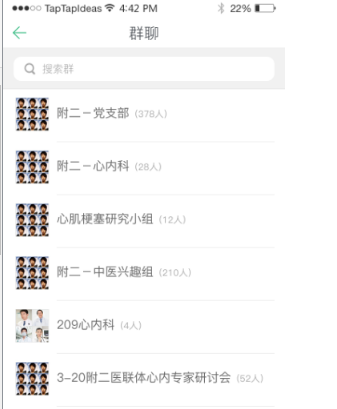 TapTapIdeas 4:42 PM 22%
群聊
搜索群
附二－党支部（378人）
附二－心内科（28人）
心肌梗塞研究小组（12人）
附二－中医兴趣组（210人）
209心内科（4人）
3-20附二医联体心内专家研讨会（52人）